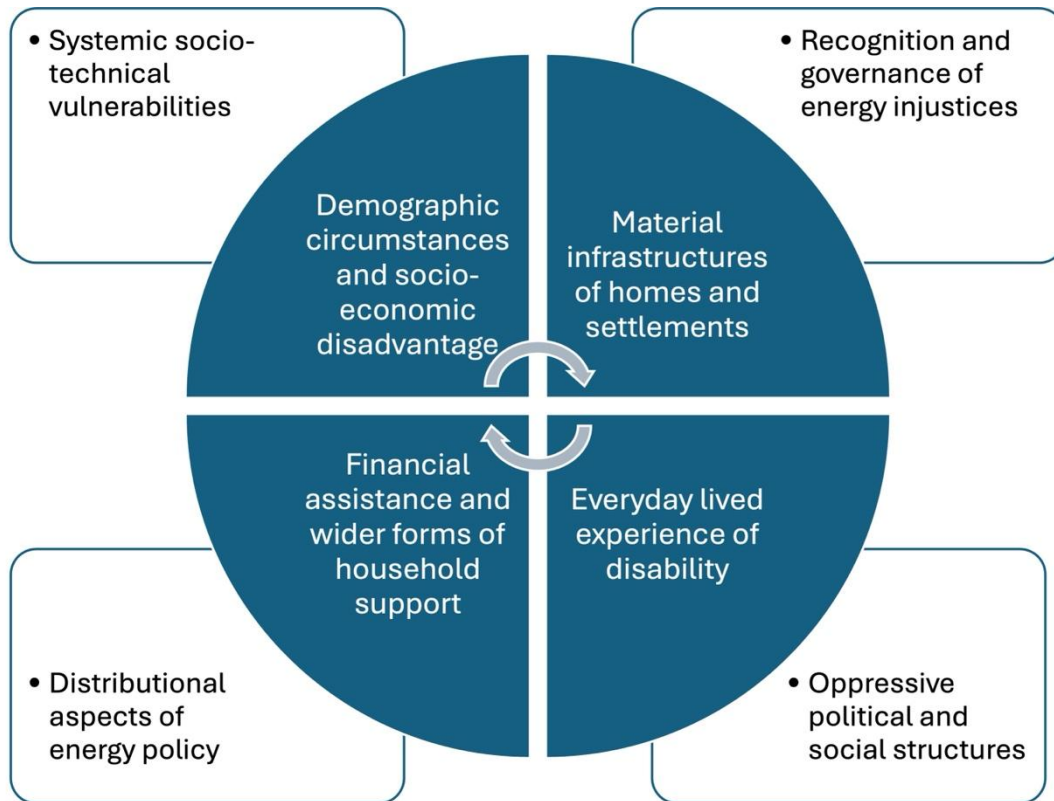 • Systemic socio-
technical
vulnerabilities
• Recognition and
governance of
energy injustices
Demographic
circumstances
and socio-
economic
disadvantage
Material
infrastructures
of homes and
settlements
Financial
assistance and
wider forms of
household
support
Everyday lived
experience of
disability
• Distributional
aspects of
energy policy
• Oppressive
political and
social structures